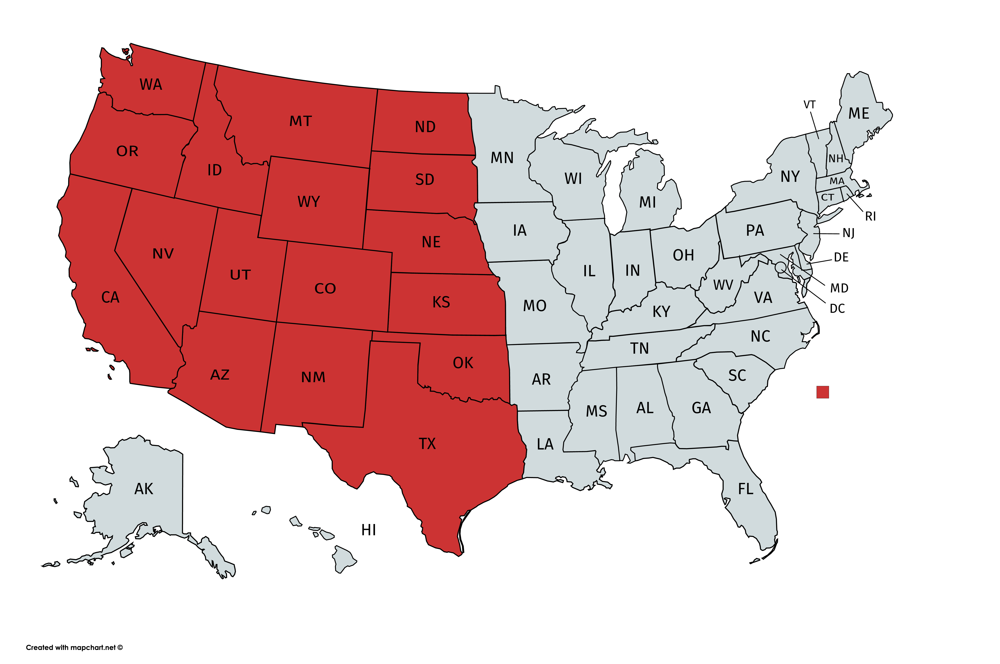 WA
MT
ND
OR
ID
SD
MN
WI
MI
VT
ME
NH
NY
MA
CT
RI
WY
NE
IA
PA
NJ
NV
UT
CO
KS
CA
MO
IL
IN
OH
DE
WV
VA
MD
DC
KY
AZ
NM
OK
AR
TN
NC
SC
MS
AL
GA
TX
LA
FL
AK
HI
Created with mapchart.net ©